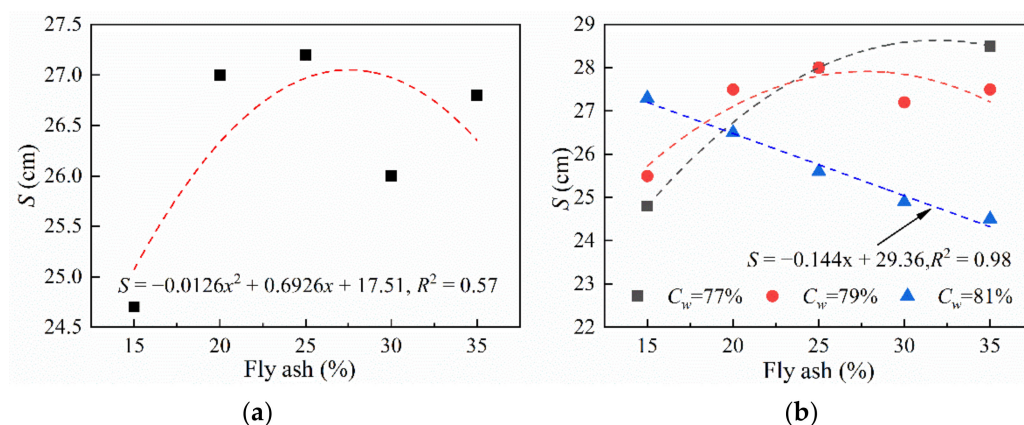 27.5
27.0
26.5
26.0
25.5
25.0
24.5
S (cm)
S = −0.0126x² + 0.6926x + 17.51, R² = 0.57
15 20 25 30 35
Fly ash (%)
(a)
29
28
27
26
25
24
23
22
S (cm)
S = −0.144x + 29.36,R² = 0.98
C_w=77% C_w=79% C_w=81%
15 20 25 30 35
Fly ash (%)
(b)